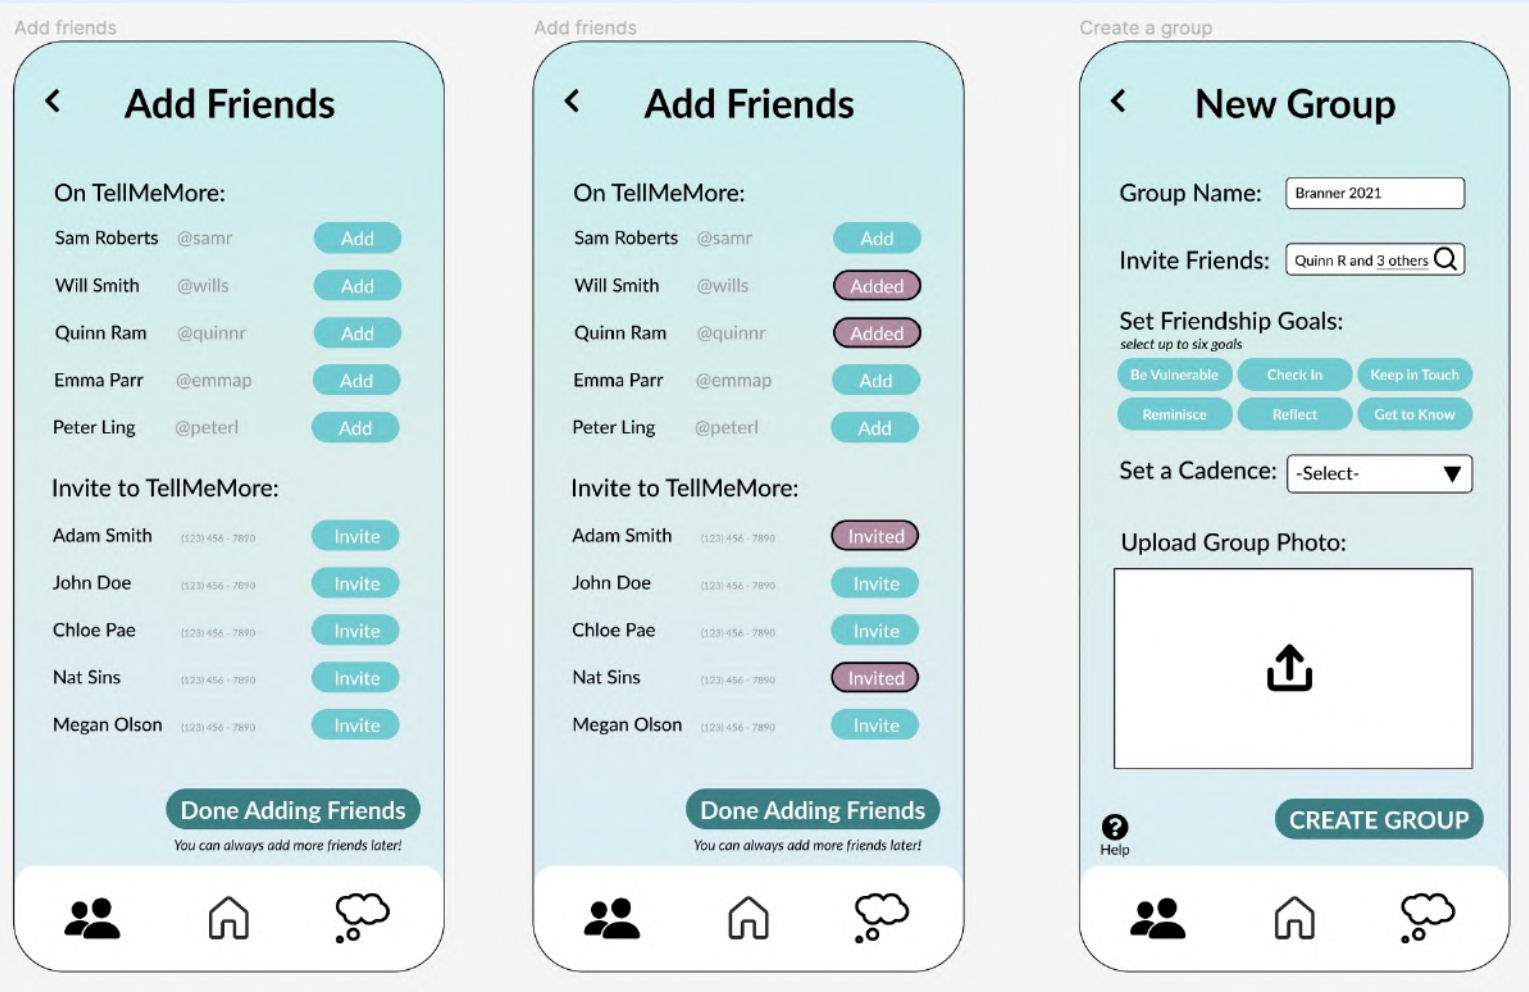 Add friends
Add Friends
On TellMeMore:
Sam Roberts @samr Add
Will Smith @wills Add
Quinn Ram @quinnr Add
Emma Parr @emmap Add
Peter Ling @peterl Add
Invite to TellMeMore:
Adam Smith (123) 456 - 7890 Invite
John Doe (123) 456 - 7890 Invite
Chloe Pae (123) 456 - 7890 Invite
Nat Sins (123) 456 - 7890 Invite
Megan Olson (123) 456 - 7890 Invite
Done Adding Friends
You can always add more friends later!
Add friends
Add Friends
On TellMeMore:
Sam Roberts @samr Add
Will Smith @wills Added
Quinn Ram @quinnr Added
Emma Parr @emmap Add
Peter Ling @peterl Add
Invite to TellMeMore:
Adam Smith (123) 456 - 7890 Invited
John Doe (123) 456 - 7890 Invite
Chloe Pae (123) 456 - 7890 Invite
Nat Sins (123) 456 - 7890 Invited
Megan Olson (123) 456 - 7890 Invite
Done Adding Friends
You can always add more friends later!
Create a group
New Group
Group Name: Branner 2021
Invite Friends: Quinn R and 3 others
Set Friendship Goals:
select up to six goals
Be Vulnerable Check In Keep in Touch
Reminisce Reflect Get to Know
Set a Cadence: -Select-
Upload Group Photo:
CREATE GROUP
?
Help